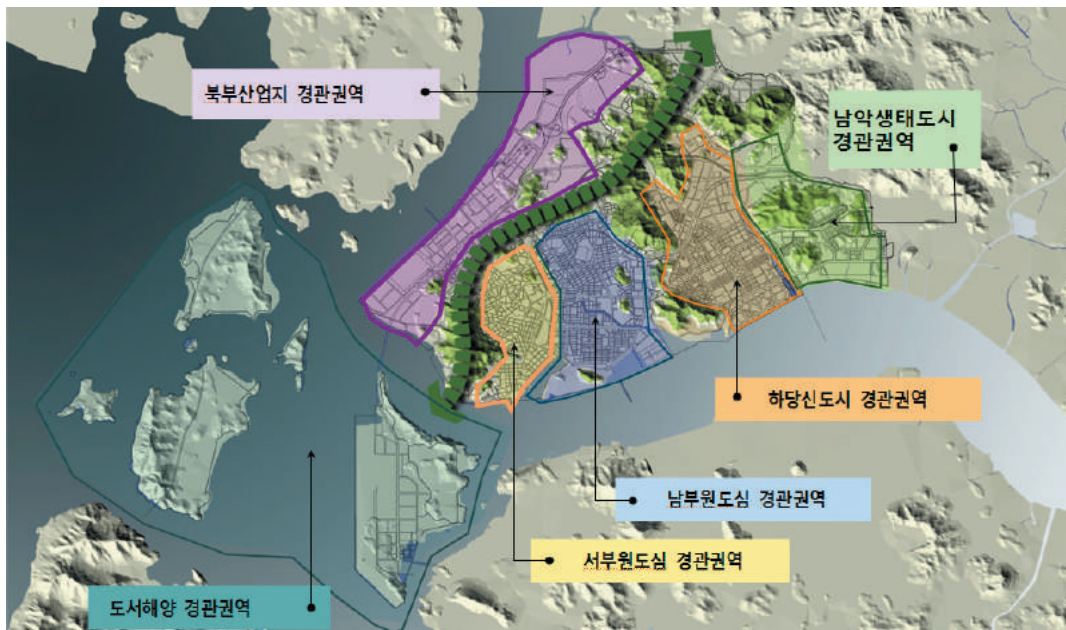 북부산업지 경관권역
남악생태도시
경관권역
하당신도시 경관권역
남부원도심 경관권역
서부원도심 경관권역
도서해양 경관권역